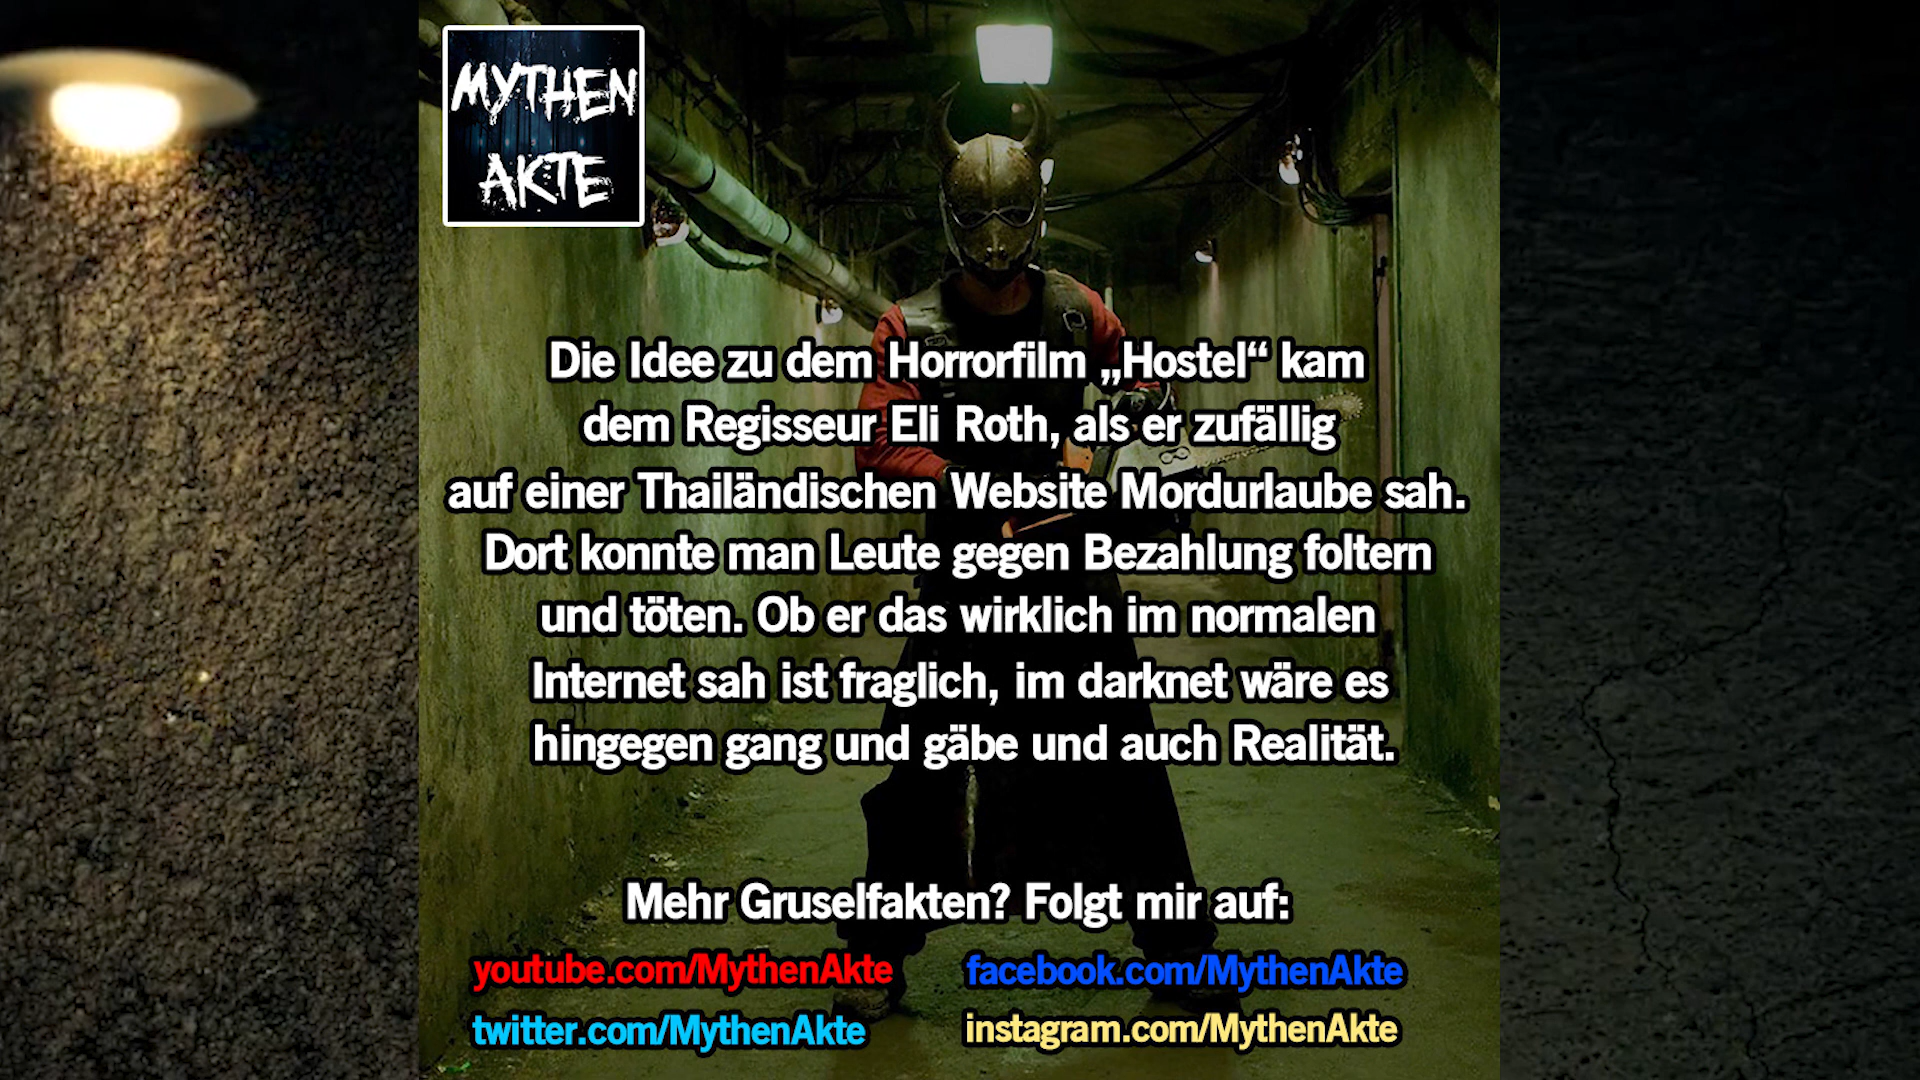 MYTHEN
AKTE
Die Idee zu dem Horrorfilm „Hostel“ kam
dem Regisseur Eli Roth, als er zufällig
auf einer Thailändischen Website Mordurlaube sah.
Dort konnte man Leute gegen Bezahlung foltern
und töten. Ob er das wirklich im normalen
Internet sah ist fraglich, im darknet wäre es
hingegen gang und gäbe und auch Realität.
Mehr Gruselfakten? Folgt mir auf:
youtube.com/MythenAkte facebook.com/MythenAkte
twitter.com/MythenAkte instagram.com/MythenAkte